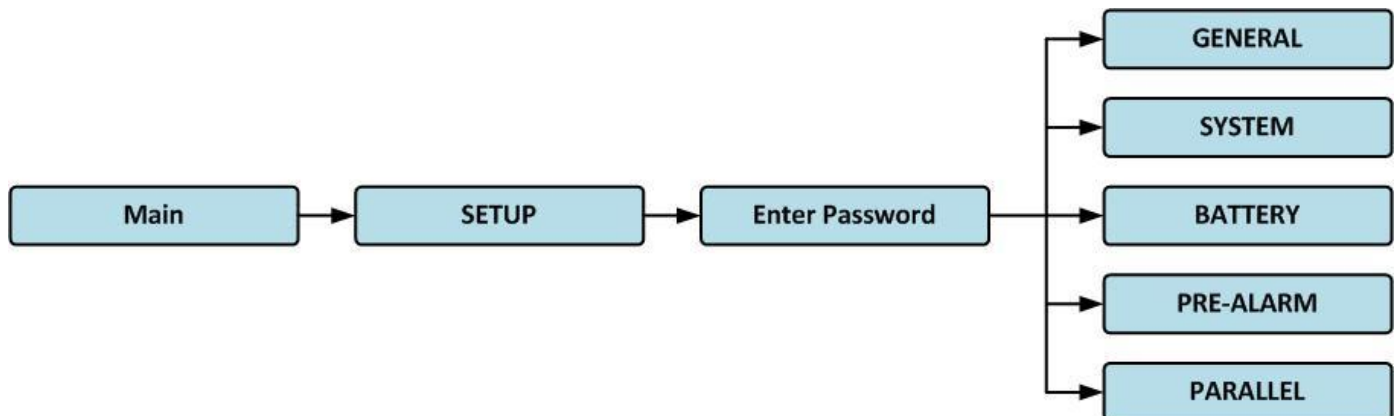 Main
SETUP
Enter Password
GENERAL
SYSTEM
BATTERY
PRE-ALARM
PARALLEL